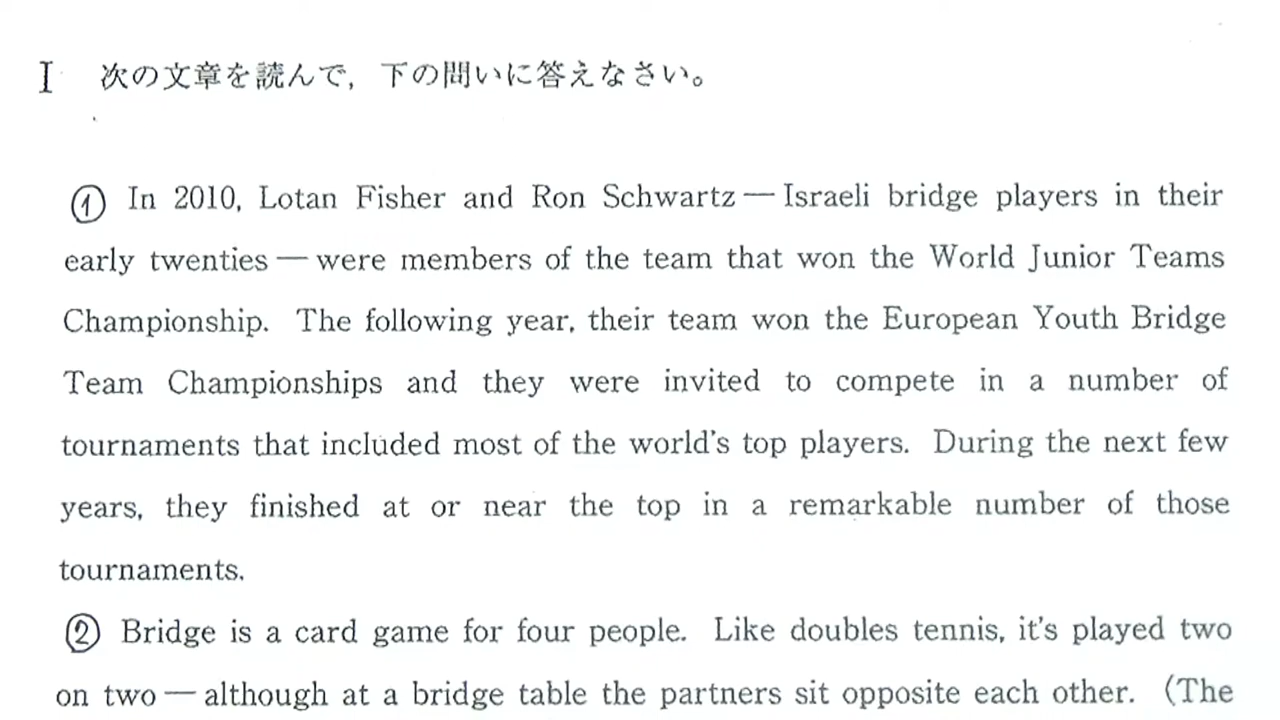 I 次の文章を読んで，下の問いに答えなさい。
① In 2010, Lotan Fisher and Ron Schwartz — Israeli bridge players in their
early twenties — were members of the team that won the World Junior Teams
Championship. The following year, their team won the European Youth Bridge
Team Championships and they were invited to compete in a number of
tournaments that included most of the world's top players. During the next few
years, they finished at or near the top in a remarkable number of those
tournaments.
② Bridge is a card game for four people. Like doubles tennis, it's played two
on two — although at a bridge table the partners sit opposite each other. (The